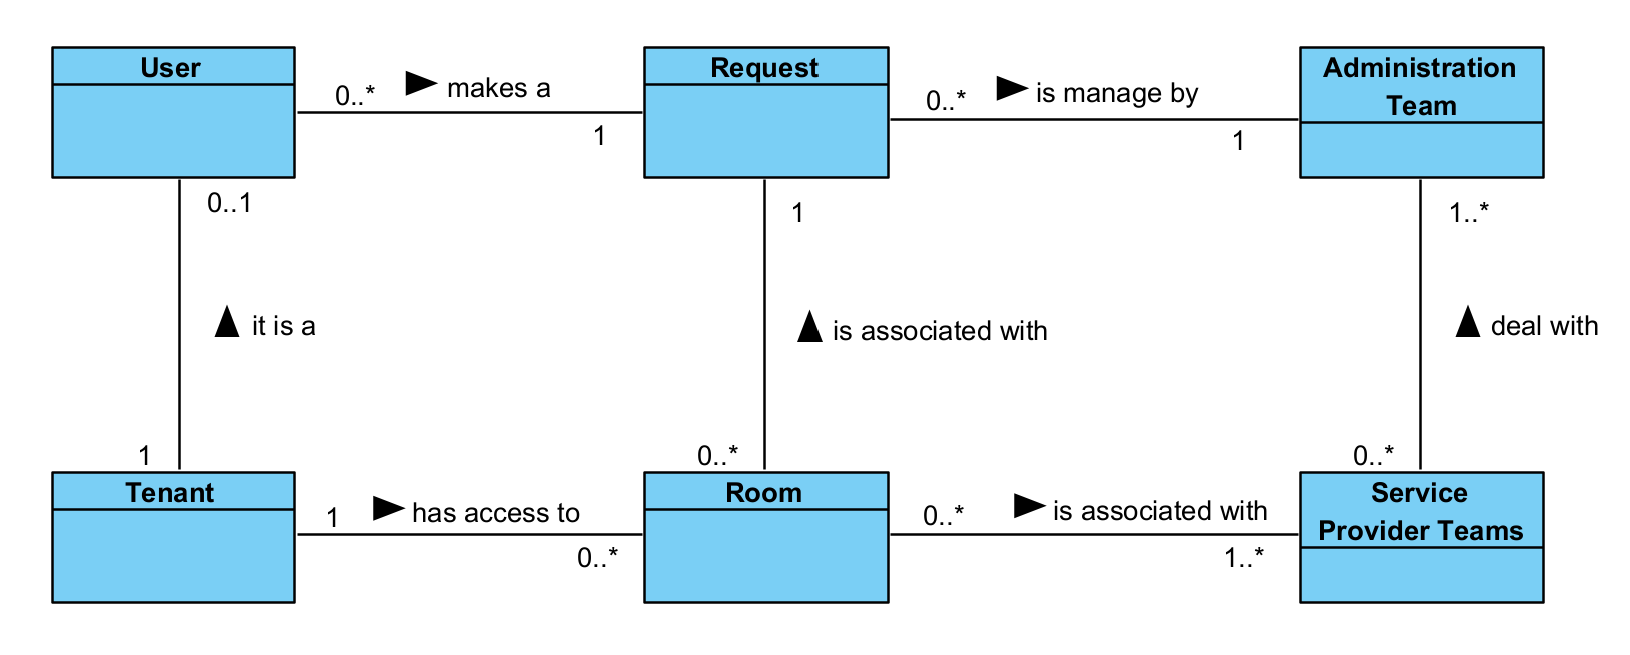 User
Request
Administration
Team
0..*
makes a
1
0..*
is manage by
1
0..1
1
1..*
it is a
is associated with
deal with
1
0..*
0..*
Tenant
Room
Service
Provider Teams
1
has access to
0..*
0..*
is associated with
1..*